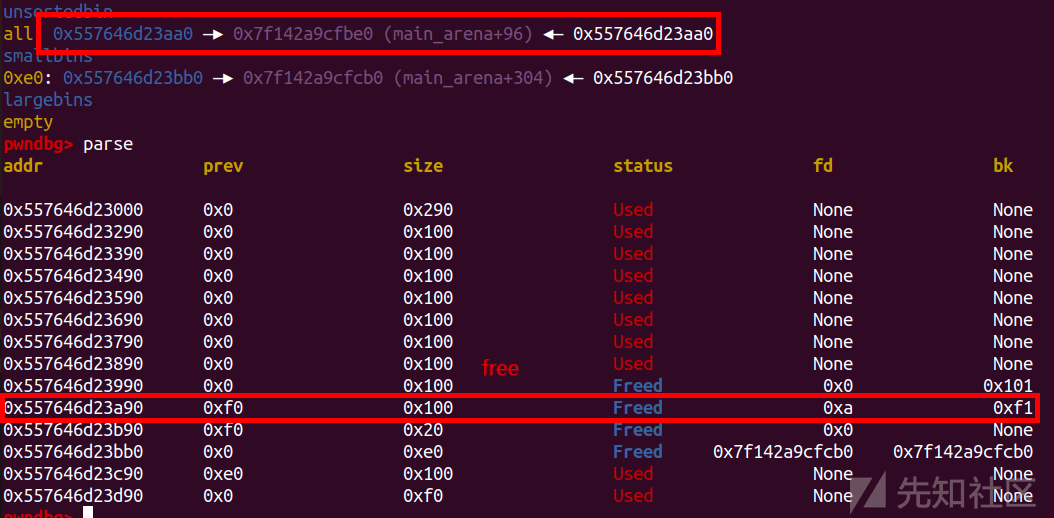 unsortedbin
all: 0x557646d23aa0 —▸ 0x7f142a9cfbe0 (main_arena+96) ◂— 0x557646d23aa0
smallbins
0xe0: 0x557646d23bb0 —▸ 0x7f142a9cfcb0 (main_arena+304) ◂— 0x557646d23bb0
largebins
empty
pwndbg> parse
addr prev size status fd bk
0x557646d23000 0x0 0x290 Used None None
0x557646d23290 0x0 0x100 Used None None
0x557646d23390 0x0 0x100 Used None None
0x557646d23490 0x0 0x100 Used None None
0x557646d23590 0x0 0x100 Used None None
0x557646d23690 0x0 0x100 Used None None
0x557646d23790 0x0 0x100 Used None None
0x557646d23890 0x0 0x100 Used None None
free
0x557646d23990 0x0 0x100 Freed 0x0 0x101
0x557646d23a90 0xf0 0x100 Freed 0xa 0xf1
0x557646d23b90 0xf0 0x20 Freed 0x0 None
0x557646d23bb0 0x0 0xe0 Freed 0x7f142a9cfcb0 0x7f142a9cfcb0
0x557646d23c90 0xe0 0x100 Used None None
0x557646d23d90 0x0 0xf0 Used None None
pwndbg>
先知社区